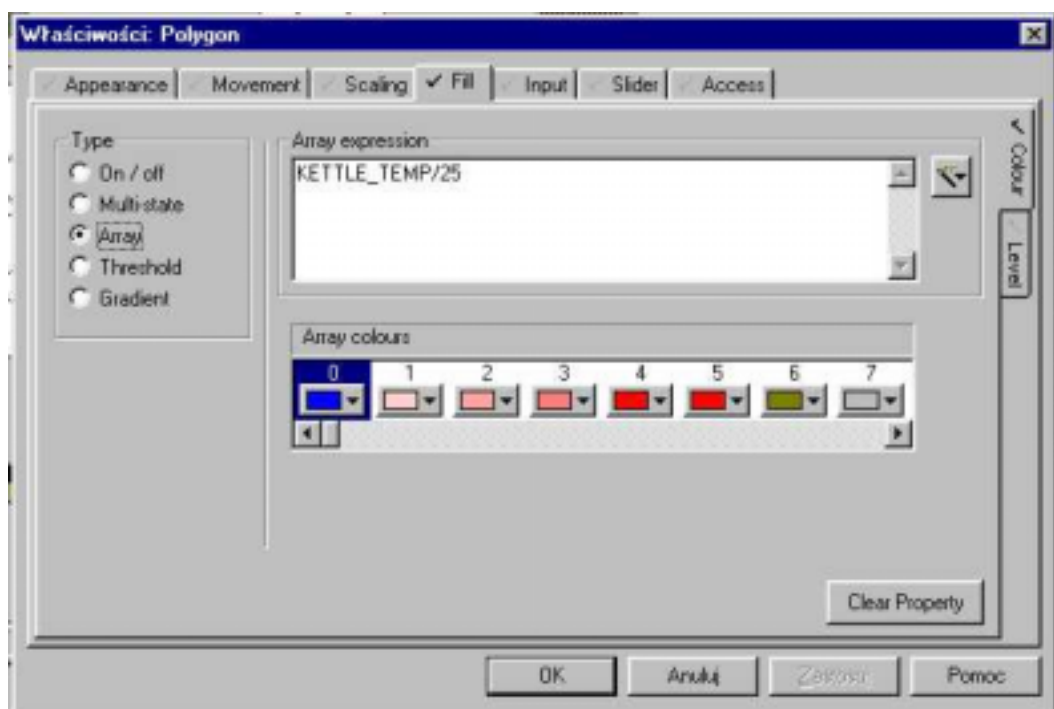 Właściwości: Polygon
Appearance Movement Scaling Fill Input Slider Access
Type
On / off
Multi-state
Array
Threshold
Gradient
Array expression
KETTLE_TEMP/25
Colour
Level
Array colours
0 1 2 3 4 5 6 7
Clear Property
OK Anuluj Pomoc